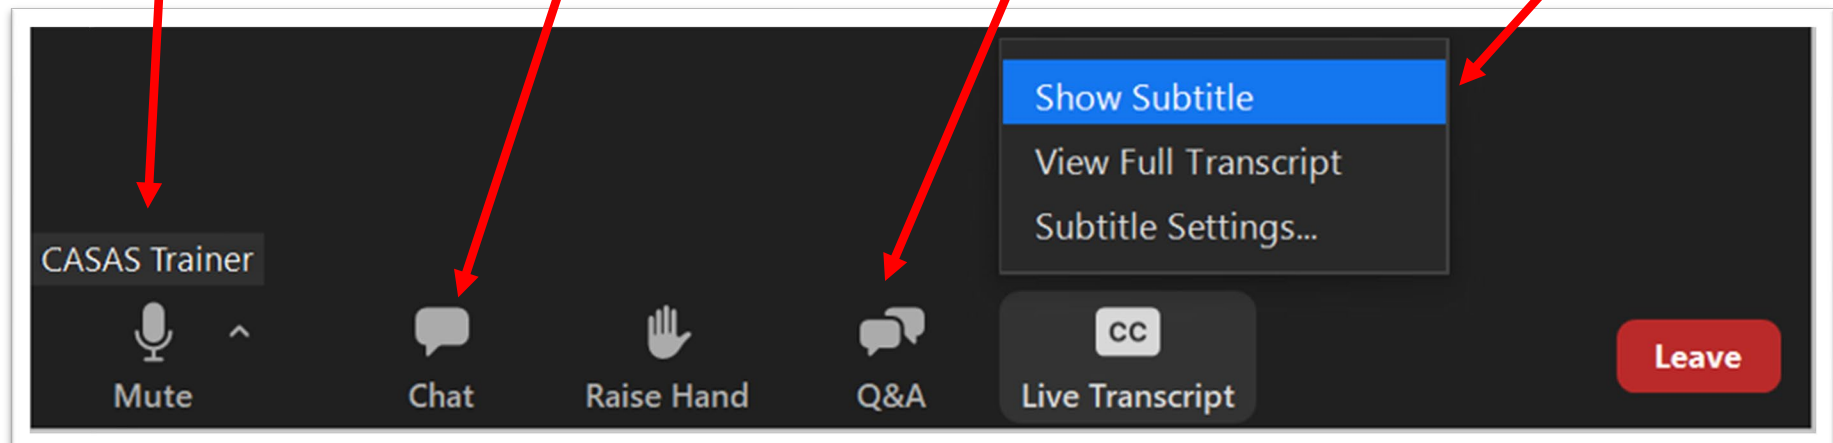 Show Subtitle
View Full Transcript
Subtitle Settings...
CASAS Trainer
CC
Mute
Chat
Raise Hand
Q&A
Live Transcript
Leave